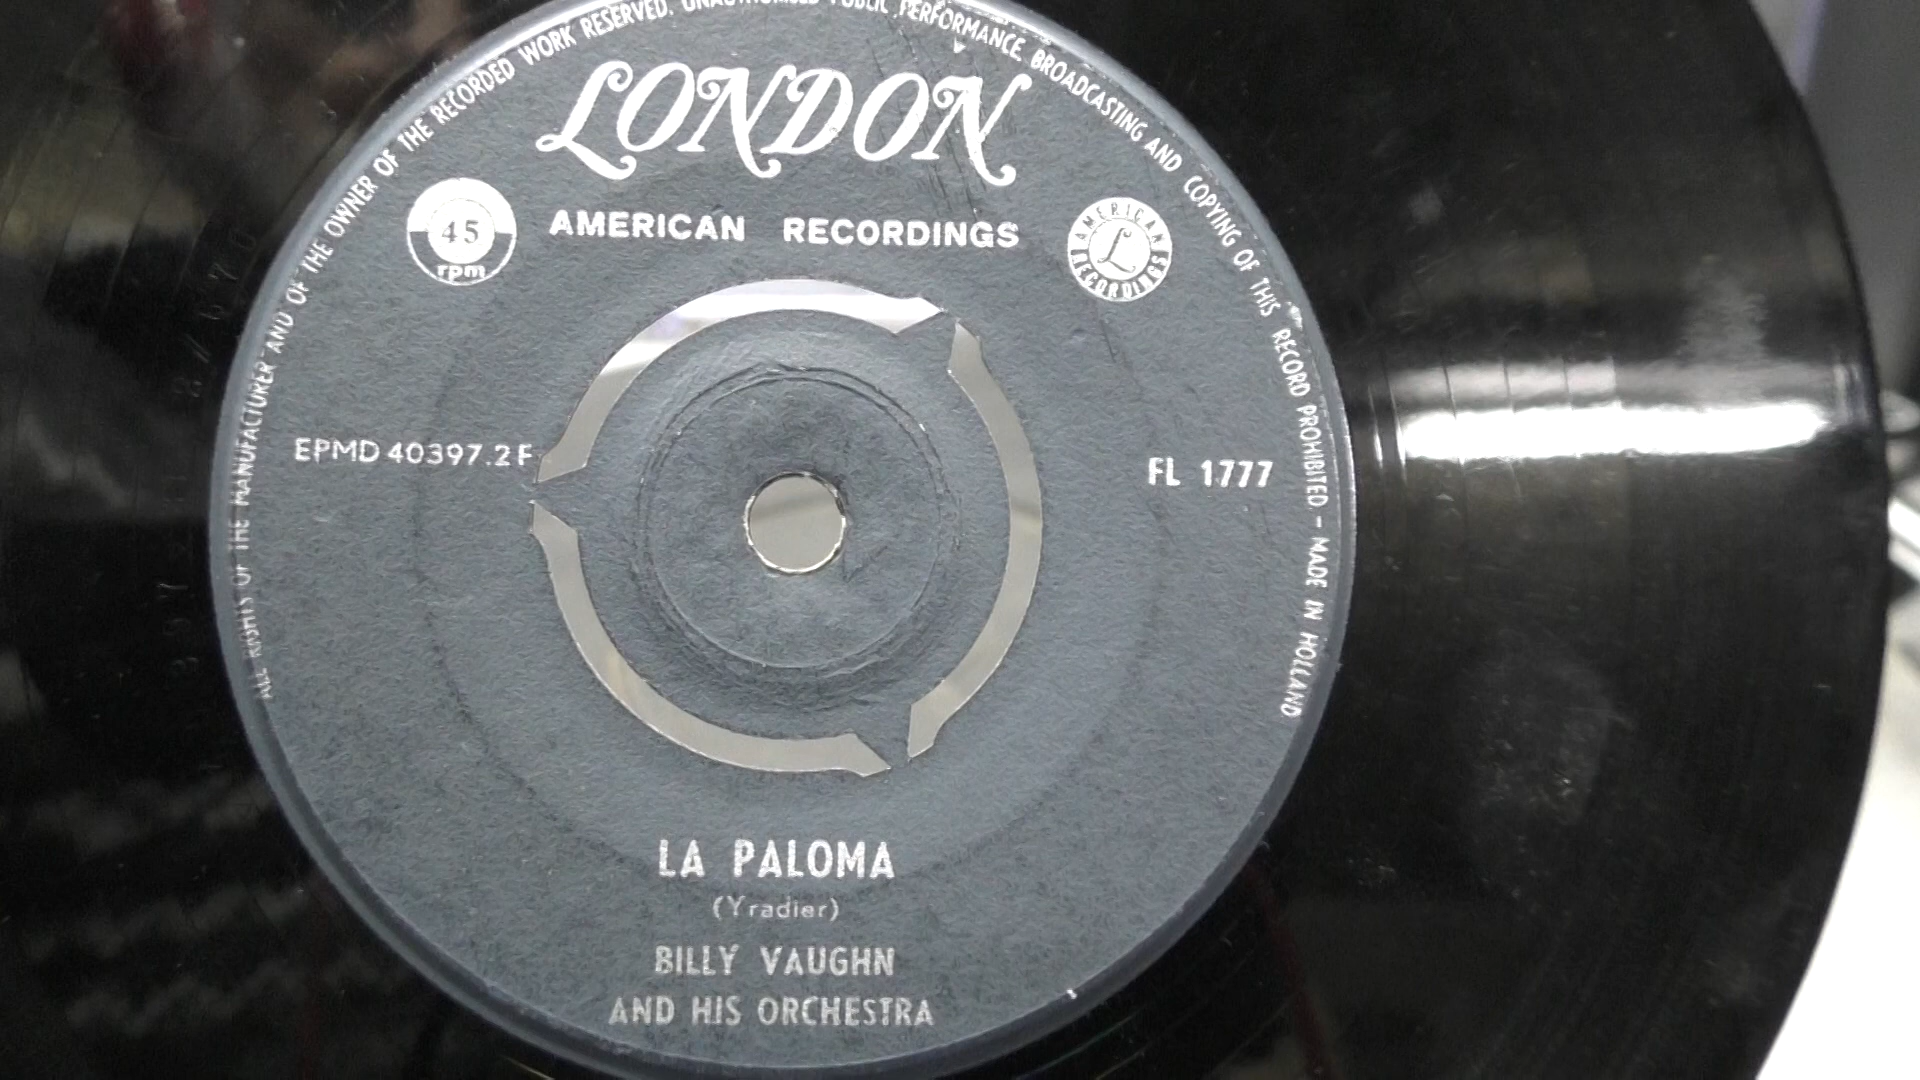 ALL RIGHTS OF THE MANUFACTURER AND OF THE OWNER OF THE RECORDED WORK RESERVED. UNAUTHORISED PUBLIC PERFORMANCE, BROADCASTING AND COPYING OF THIS RECORD PROHIBITED - MADE IN HOLLAND
LONDON
45
rpm
AMERICAN RECORDINGS
AMERICAN
L
RECORDINGS
EPMD 40397.2F
FL 1777
LA PALOMA
(Yradier)
BILLY VAUGHN
AND HIS ORCHESTRA